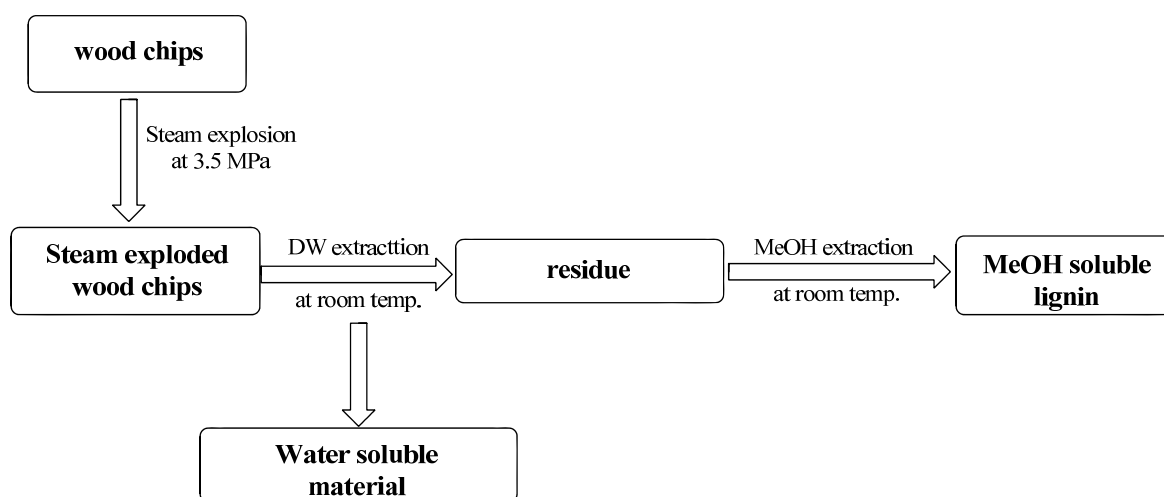 wood chips
Steam explosion
at 3.5 MPa
Steam exploded
wood chips
DW extracttion
at room temp.
residue
MeOH extraction
at room temp.
MeOH soluble
lignin
Water soluble
material